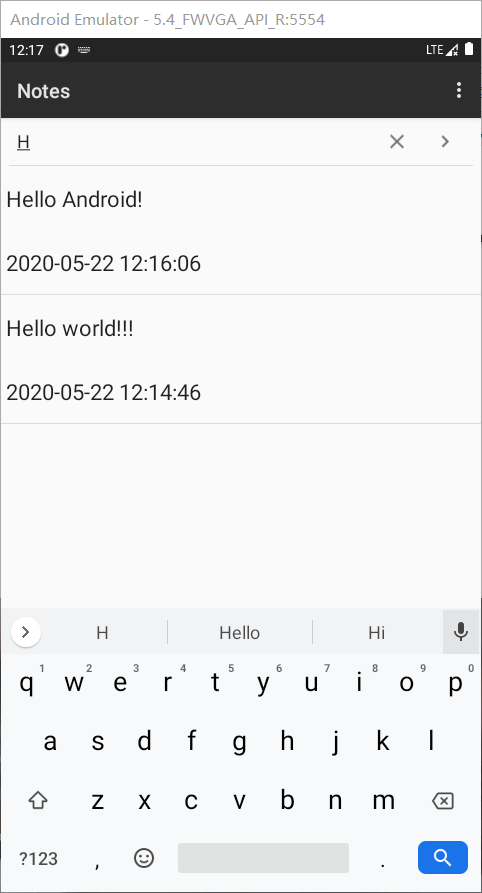 Android Emulator - 5.4_FWVGA_API_R:5554
12:17 LTE
Notes
H
Hello Android!
2020-05-22 12:16:06
Hello world!!!
2020-05-22 12:14:46
H Hello Hi
1 2 3 4 5 6 7 8 9 0
q w e r t y u i o p
a s d f g h j k l
z x c v b n m
?123 , .